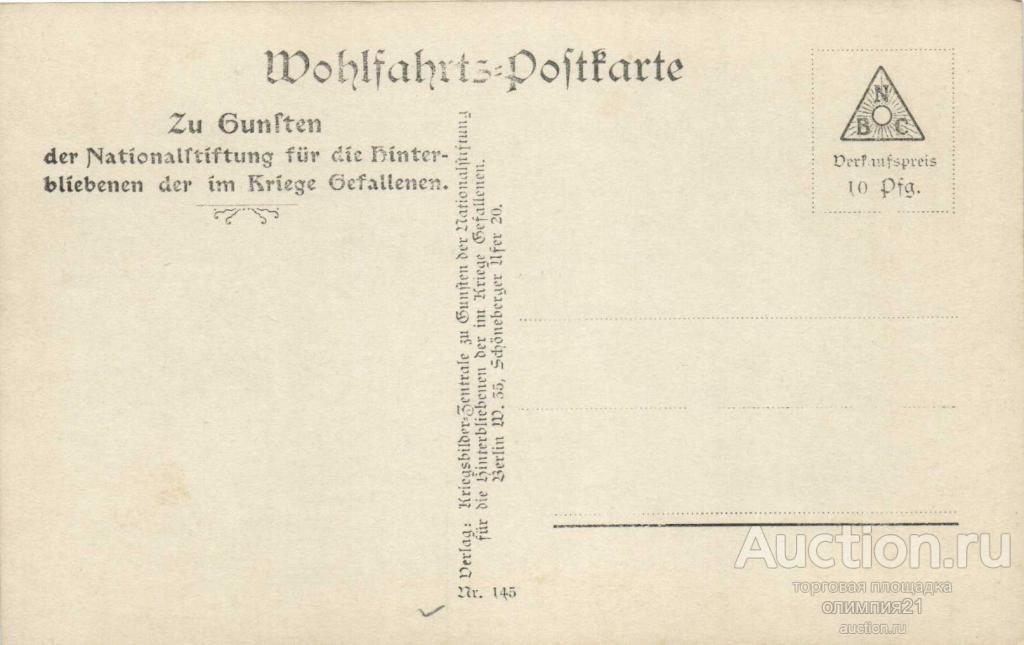 Wohlfahrts-Postkarte
Zu Gunsten
der Nationalstiftung für die Hinter-
bliebenen der im Kriege Gefallenen.
Verlag: Kriegsbilder-Zentrale zu Gunsten der Nationalstiftung
für die Hinterbliebenen der im Kriege Gefallenen.
Berlin W. 35, Schöneberger Ufer 20.
Nr. 145
N
B C
Verkaufspreis
10 Pfg.
Auction.ru
торговая площадка
олимпия21
auction.ru